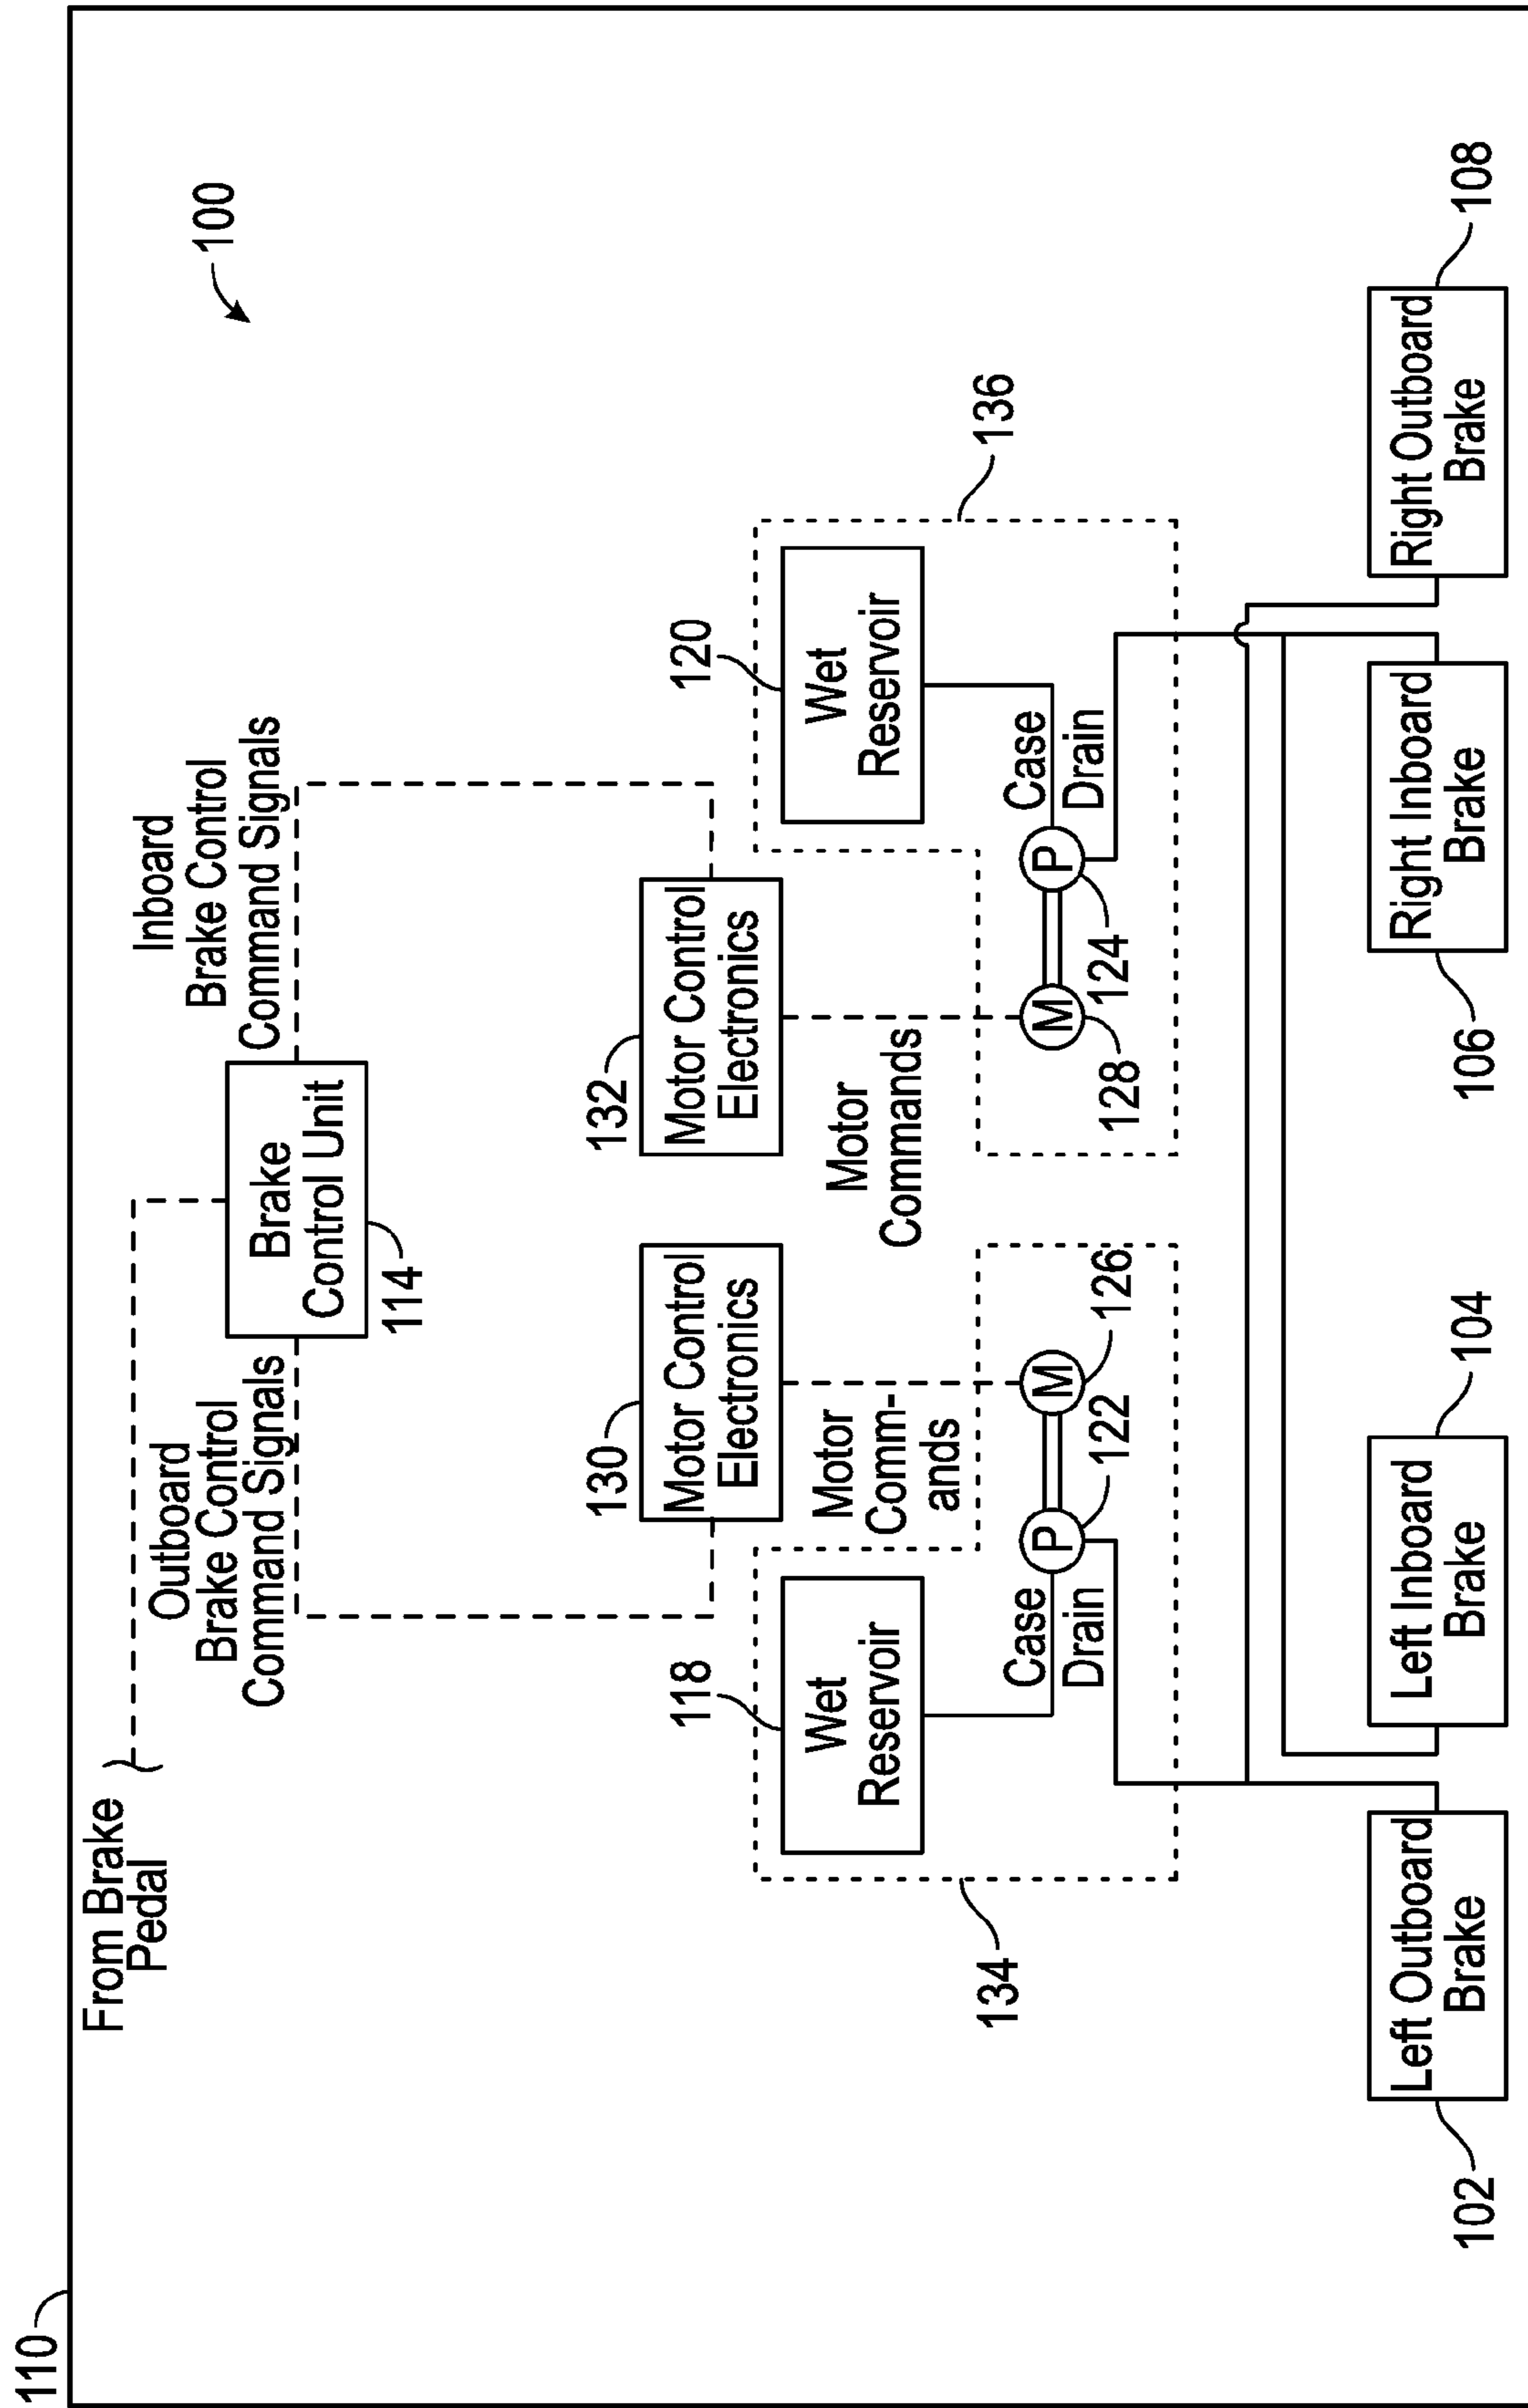 110
100
From Brake
Pedal
Outboard
Brake Control
Command Signals
Brake
Control Unit
114
Inboard
Brake Control
Command Signals
130
Motor Control
Electronics
132
Motor Control
Electronics
118
Wet
Reservoir
Motor
Comm-
ands
Motor
Commands
120
Wet
Reservoir
Case
Drain
P
M
122
126
M
P
128
124
Case
Drain
134
136
Left Outboard
Brake
102
Left Inboard
Brake
104
Right Inboard
Brake
106
Right Outboard
Brake
108